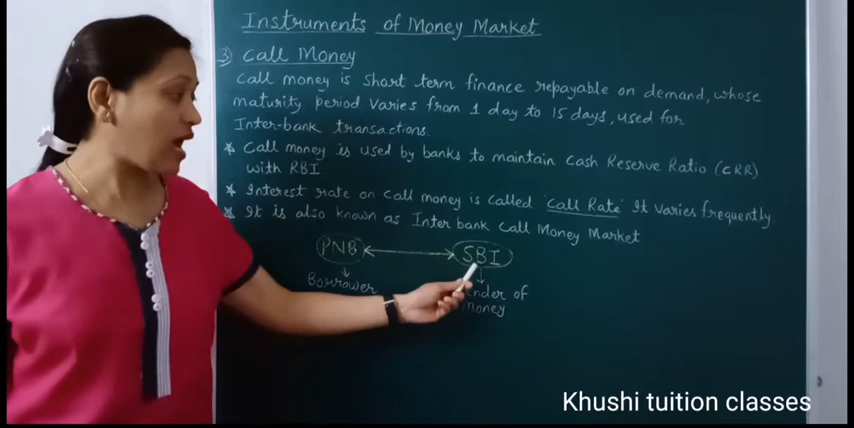 Instruments of Money Market
3) Call Money
Call money is short term finance repayable on demand, whose
maturity period varies from 1 day to 15 days, used for
Inter-bank transactions.
* Call money is used by banks to maintain Cash Reserve Ratio (CRR)
with RBI.
* Interest rate on call money is called 'Call Rate' It varies frequently
* It is also known as Inter bank Call Money Market
PNB ↔ SBI
↓ ↓
Borrower nder of
money
Khushi tuition classes